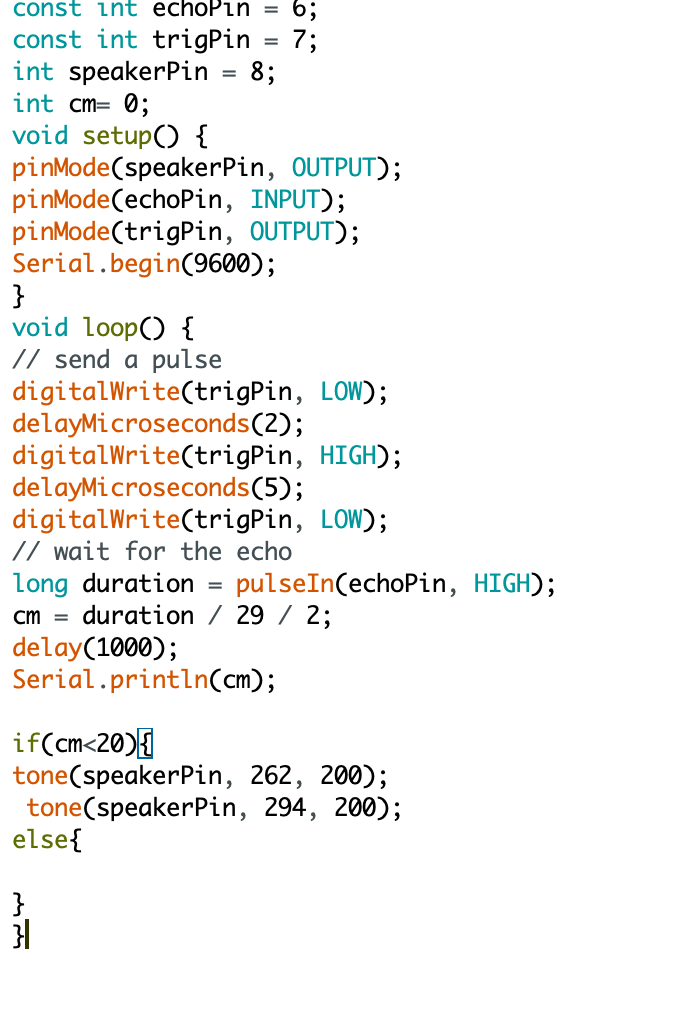 const int echoPin = 6;
const int trigPin = 7;
int speakerPin = 8;
int cm= 0;
void setup() {
pinMode(speakerPin, OUTPUT);
pinMode(echoPin, INPUT);
pinMode(trigPin, OUTPUT);
Serial.begin(9600);
}
void loop() {
// send a pulse
digitalWrite(trigPin, LOW);
delayMicroseconds(2);
digitalWrite(trigPin, HIGH);
delayMicroseconds(5);
digitalWrite(trigPin, LOW);
// wait for the echo
long duration = pulseIn(echoPin, HIGH);
cm = duration / 29 / 2;
delay(1000);
Serial.println(cm);

if(cm<20){
tone(speakerPin, 262, 200);
 tone(speakerPin, 294, 200);
else{

}
}